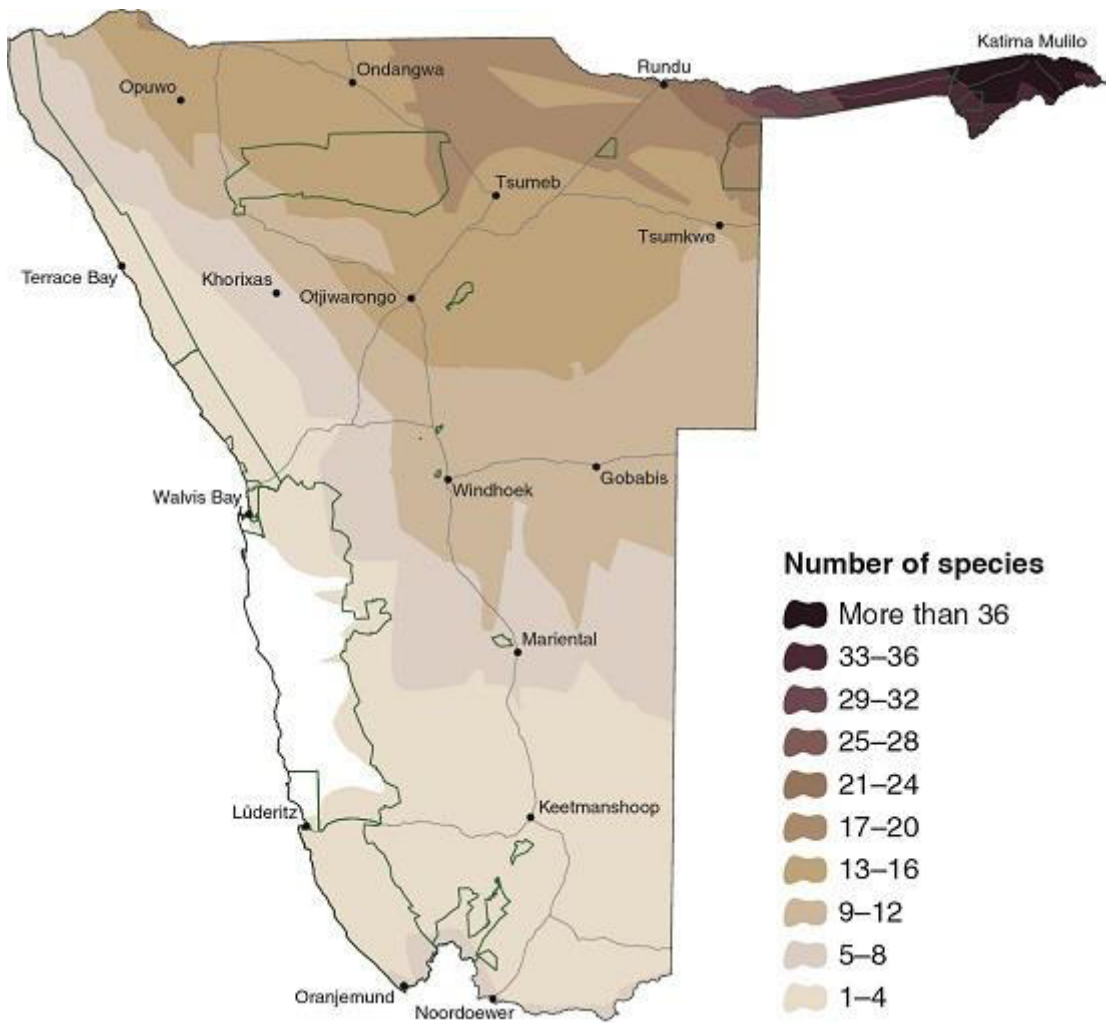 Katima Mulilo
Rundu
Ondangwa
Opuwo
Tsumeb
Tsumkwe
Terrace Bay
Khorixas
Otjiwarongo
Gobabis
Windhoek
Walvis Bay
Mariental
Keetmanshoop
Lüderitz
Oranjemund
Noordoewer
Number of species
More than 36
33–36
29–32
25–28
21–24
17–20
13–16
9–12
5–8
1–4